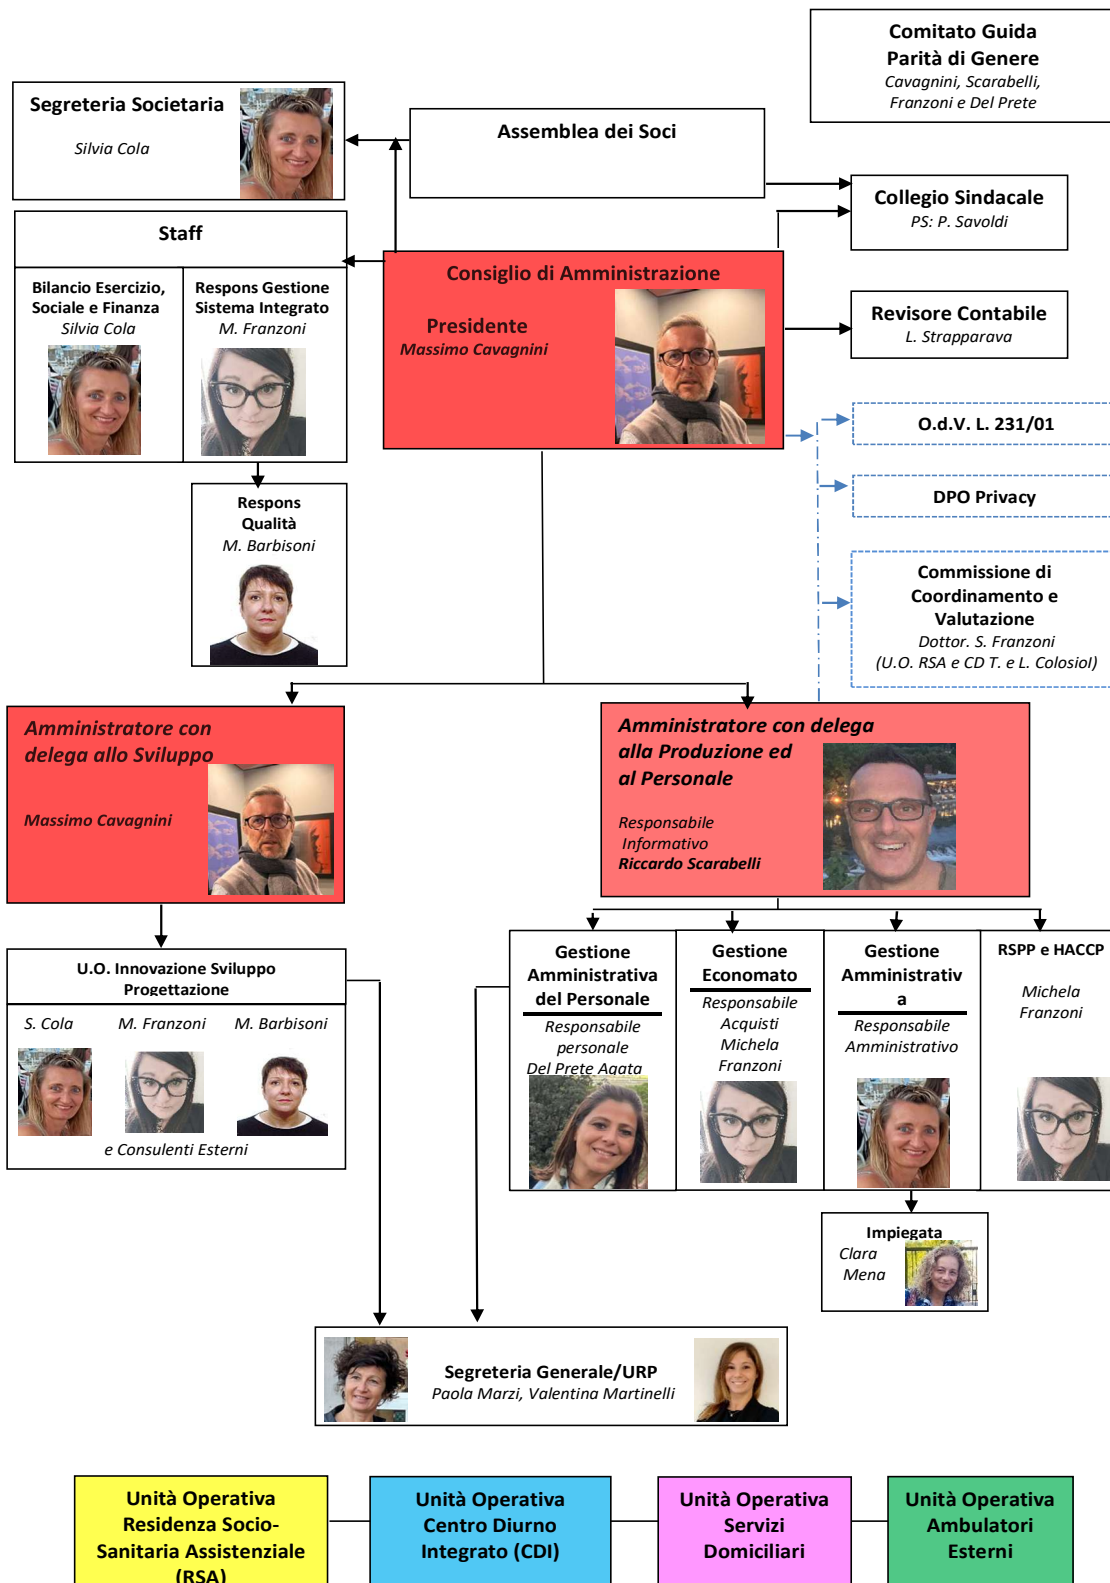 Comitato Guida
Parità di Genere
Cavagnini, Scarabelli,
Franzoni e Del Prete
Segreteria Societaria
Silvia Cola
Assemblea dei Soci
Collegio Sindacale
PS: P. Savoldi
Staff
Bilancio Esercizio,
Sociale e Finanza
Silvia Cola
Respons Gestione
Sistema Integrato
M. Franzoni
Consiglio di Amministrazione
Presidente
Massimo Cavagnini
Revisore Contabile
L. Strapparava
O.d.V. L. 231/01
DPO Privacy
Respons
Qualità
M. Barbisoni
Commissione di
Coordinamento e
Valutazione
Dottor. S. Franzoni
(U.O. RSA e CD T. e L. Colosiol)
Amministratore con
delega allo Sviluppo
Massimo Cavagnini
Amministratore con delega
alla Produzione ed
al Personale
Responsabile
Informativo
Riccardo Scarabelli
U.O. Innovazione Sviluppo
Progettazione
S. Cola
M. Franzoni
M. Barbisoni
e Consulenti Esterni
Gestione
Amministrativa
del Personale
Responsabile
personale
Del Prete Agata
Gestione
Economato
Responsabile
Acquisti
Michela
Franzoni
Gestione
Amministrativ
a
Responsabile
Amministrativo
RSPP e HACCP
Michela
Franzoni
Impiegata
Clara
Mena
Segreteria Generale/URP
Paola Marzi, Valentina Martinelli
Unità Operativa
Residenza Socio-
Sanitaria Assistenziale
(RSA)
Unità Operativa
Centro Diurno
Integrato (CDI)
Unità Operativa
Servizi
Domiciliari
Unità Operativa
Ambulatori
Esterni